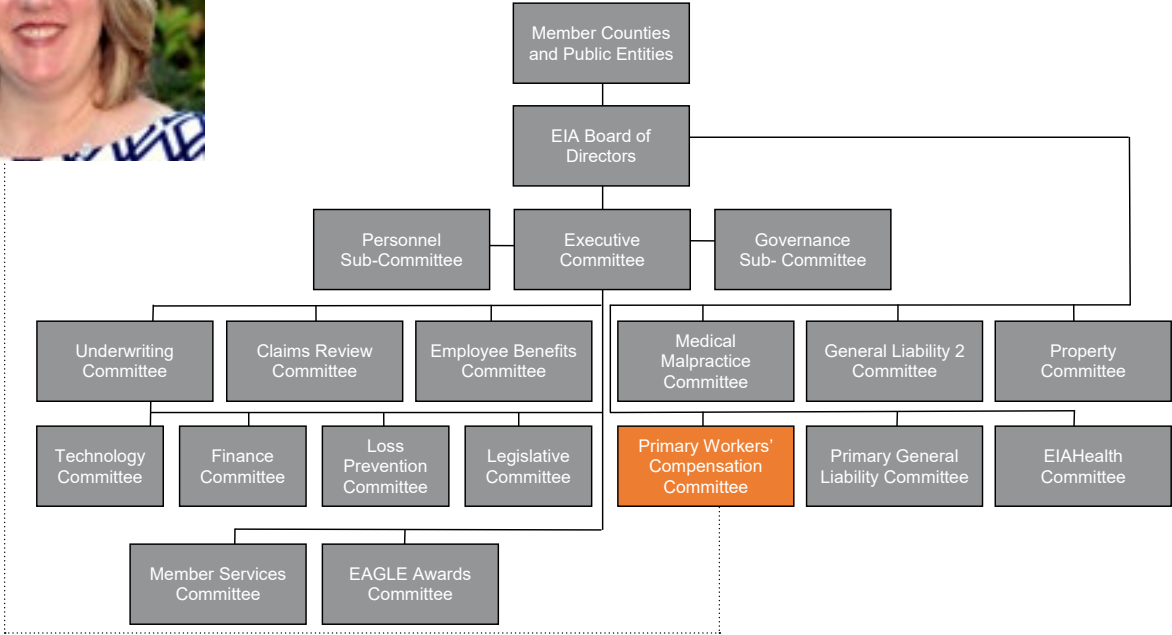 Member Counties
and Public Entities
EIA Board of
Directors
Personnel
Sub-Committee
Executive
Committee
Governance
Sub- Committee
Underwriting
Committee
Claims Review
Committee
Employee Benefits
Committee
Medical
Malpractice
Committee
General Liability 2
Committee
Property
Committee
Technology
Committee
Finance
Committee
Loss
Prevention
Committee
Legislative
Committee
Primary Workers’
Compensation
Committee
Primary General
Liability Committee
EIAHealth
Committee
Member Services
Committee
EAGLE Awards
Committee